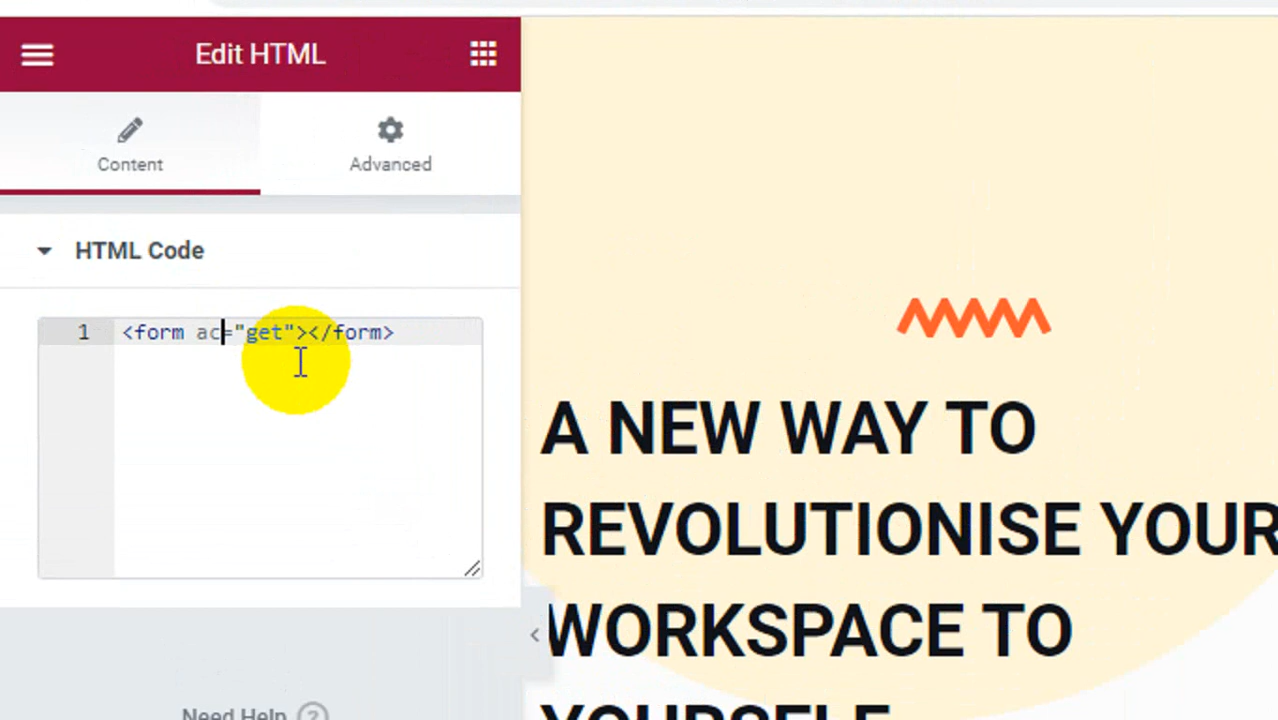 Edit HTML
Content
Advanced
HTML Code
1 <form ac="get"></form>
Need Help ?
A NEW WAY TO
REVOLUTIONISE YOUR
WORKSPACE TO
YOURSELF